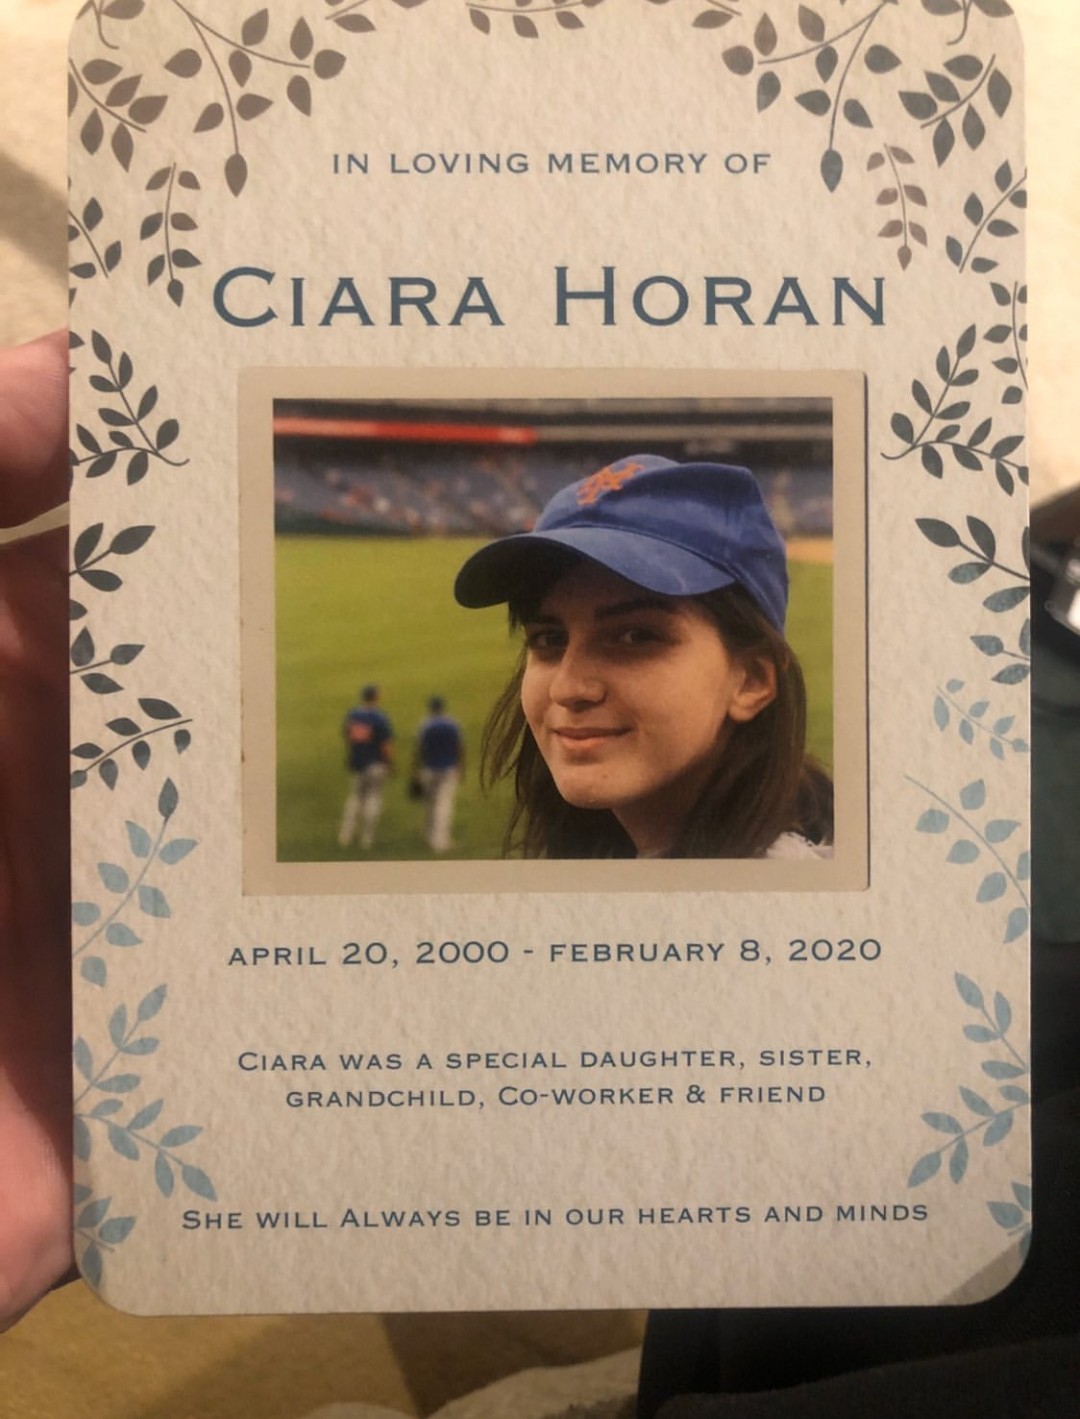 IN LOVING MEMORY OF
CIARA HORAN
NY
APRIL 20, 2000 - FEBRUARY 8, 2020
CIARA WAS A SPECIAL DAUGHTER, SISTER,
GRANDCHILD, CO-WORKER & FRIEND
SHE WILL ALWAYS BE IN OUR HEARTS AND MINDS